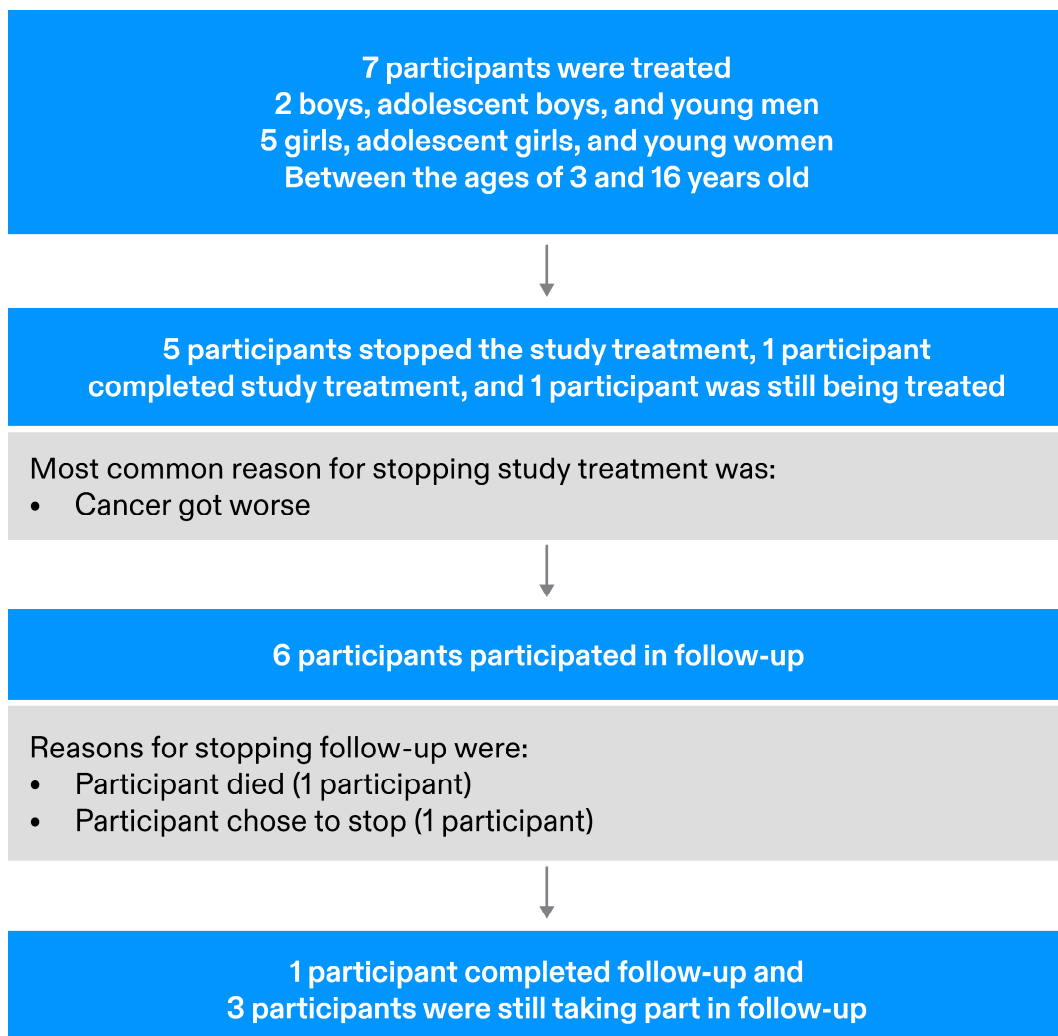 7 participants were treated
2 boys, adolescent boys, and young men
5 girls, adolescent girls, and young women
Between the ages of 3 and 16 years old
5 participants stopped the study treatment, 1 participant
completed study treatment, and 1 participant was still being treated
Most common reason for stopping study treatment was:
• Cancer got worse
6 participants participated in follow-up
Reasons for stopping follow-up were:
• Participant died (1 participant)
• Participant chose to stop (1 participant)
1 participant completed follow-up and
3 participants were still taking part in follow-up